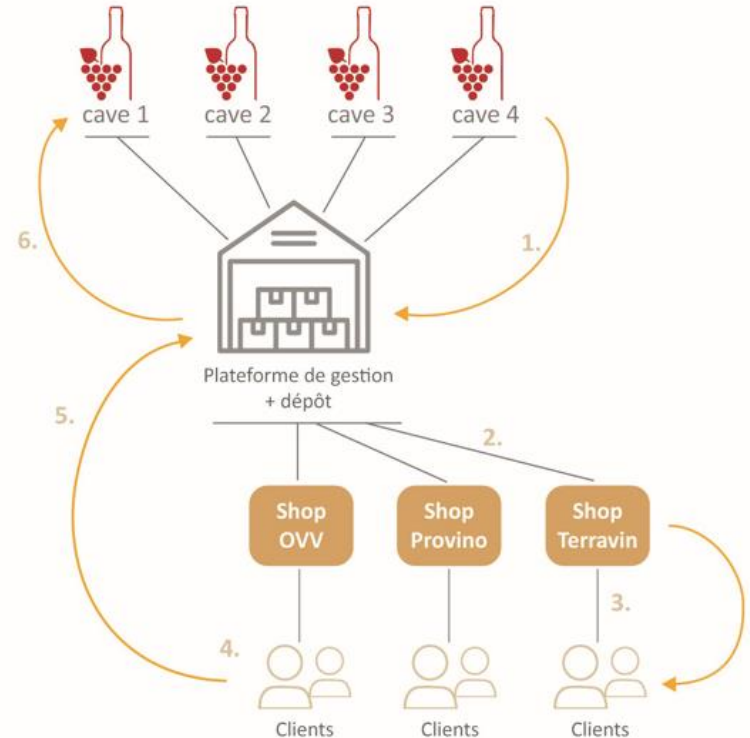 cave 1
cave 2
cave 3
cave 4
6.
1.
Plateforme de gestion
+ dépôt
5.
2.
Shop
OVV
Shop
Provino
Shop
Terravin
3.
4.
Clients
Clients
Clients